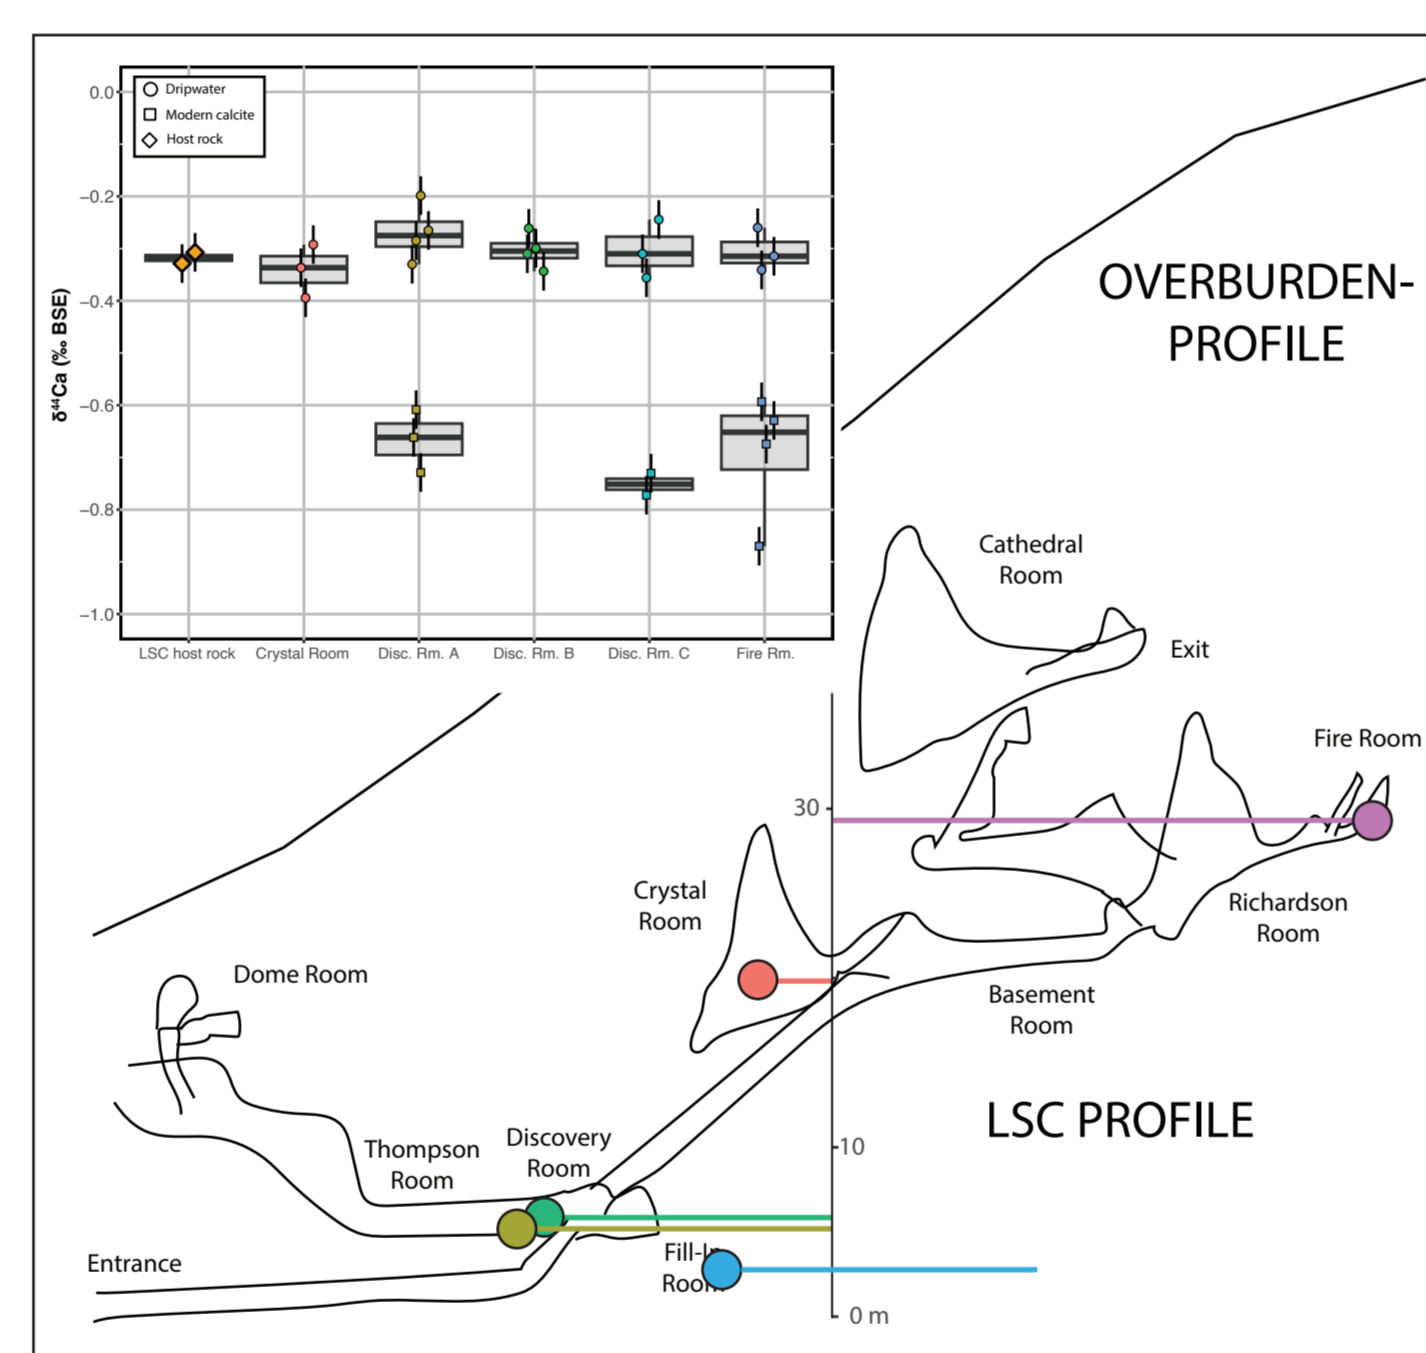 Dripwater
Modern calcite
Host rock
0.0
−0.2
−0.4
−0.6
−0.8
−1.0
δ⁴⁴Ca (‰ BSE)
LSC host rock
Crystal Room
Disc. Rm. A
Disc. Rm. B
Disc. Rm. C
Fire Rm.
OVERBURDEN-
PROFILE
Cathedral
Room
Exit
Fire Room
30
Crystal
Room
Richardson
Room
Dome Room
Basement
Room
LSC PROFILE
Discovery
Room
Thompson
Room
10
Entrance
Fill-In
Room
0 m